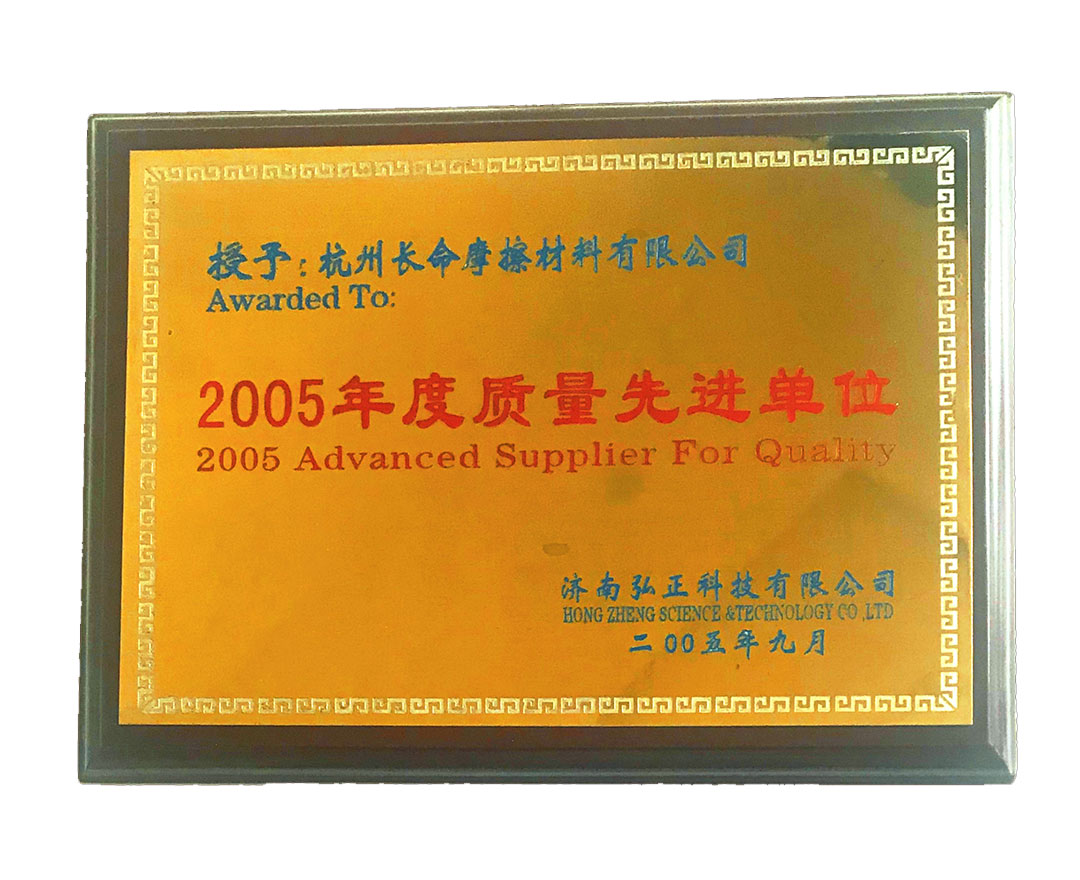 授予：杭州长命摩擦材料有限公司
Awarded To:
2005年度质量先进单位
2005 Advanced Supplier For Quality
济南弘正科技有限公司
HONG ZHENG SCIENCE &TECHNOLOGY CO ,LTD
二00五年九月